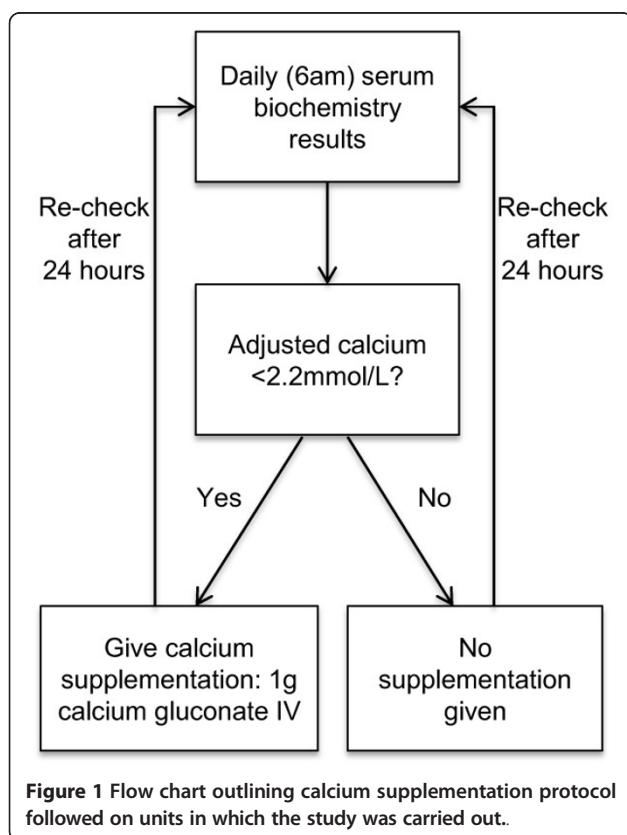 Daily (6am) serum
biochemistry
results
Re-check
after
24 hours
Re-check
after
24 hours
Adjusted calcium
<2.2mmol/L?
Yes
No
Give calcium
supplementation: 1g
calcium gluconate IV
No
supplementation
given
Figure 1 Flow chart outlining calcium supplementation protocol
followed on units in which the study was carried out..